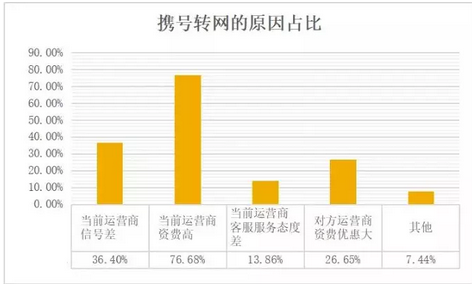 携号转网的原因占比
90.00%
80.00%
70.00%
60.00%
50.00%
40.00%
30.00%
20.00%
10.00%
0.00%
当前运营商
信号差
当前运营商
资费高
当前运营商
客服服务态度
差
对方运营商
资费优惠大
其他
36.40%
76.68%
13.86%
26.65%
7.44%